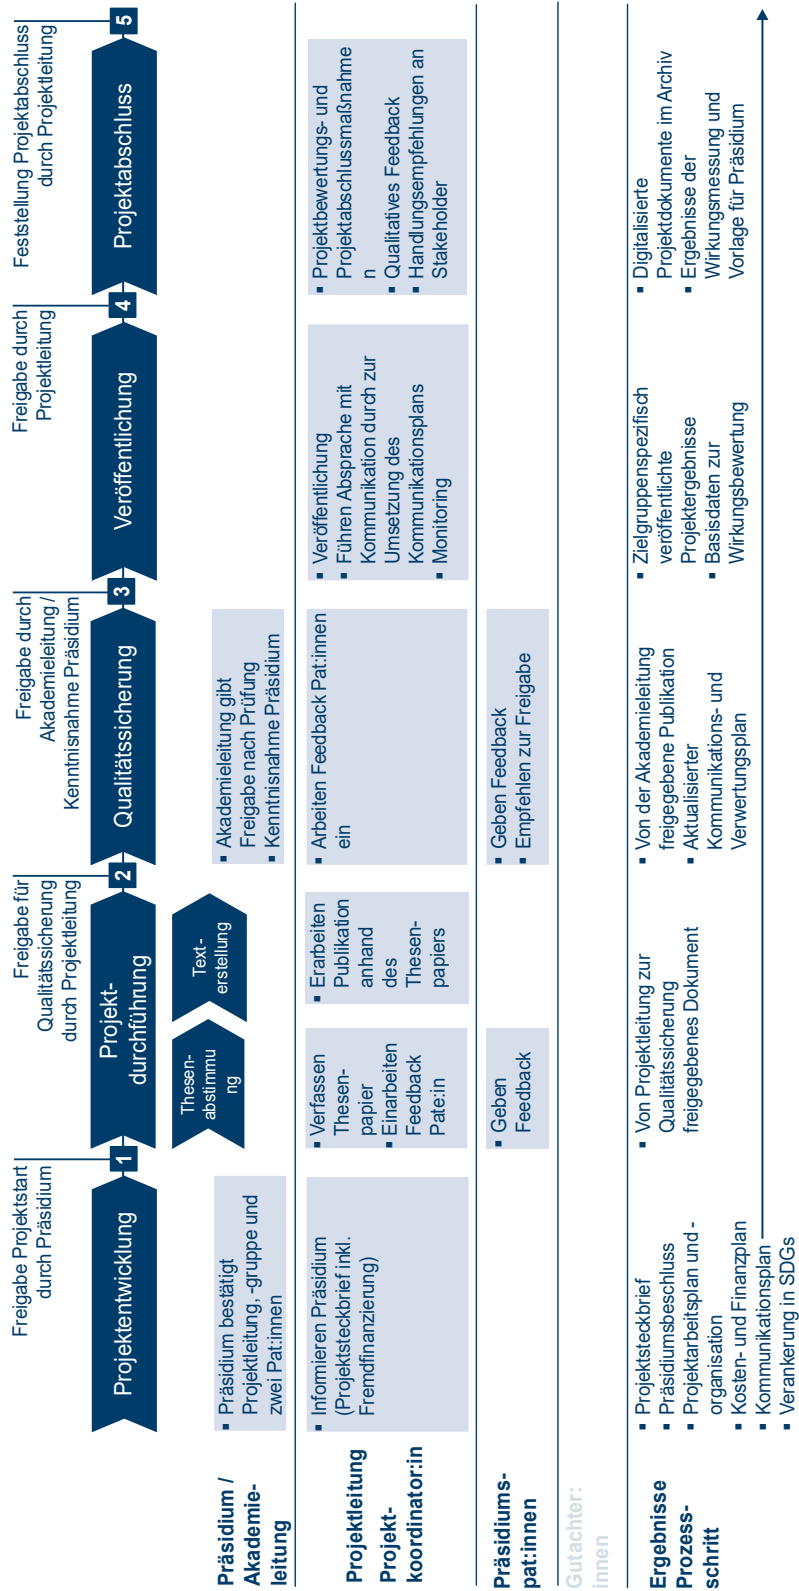 Freigabe Projektstart
durch Präsidium
Freigabe für
Qualitätssicherung
durch Projektleitung
Freigabe durch
Akademieleitung /
Kenntnisnahme Präsidium
Freigabe durch
Projektleitung
Feststellung Projektabschluss
durch Projektleitung
Projektentwicklung
1
Projekt-
durchführung
2
Qualitätssicherung
3
Veröffentlichung
4
Projektabschluss
5
Thesen-
abstimmu
ng
Text-
erstellung
Präsidium /
Akademie-
leitung
▪ Präsidium bestätigt
Projektleitung, -gruppe und
zwei Pat:innen
▪ Akademieleitung gibt
Freigabe nach Prüfung
▪ Kenntnisnahme Präsidium
Projektleitung
Projekt-
koordinator:in
▪ Informieren Präsidium
(Projektsteckbrief inkl.
Fremdfinanzierung)
▪ Verfassen
Thesen-
papier
▪ Einarbeiten
Feedback
Pate:in
▪ Erarbeiten
Publikation
anhand
des
Thesen-
papiers
▪ Arbeiten Feedback Pat:innen
ein
▪ Veröffentlichung
▪ Führen Absprache mit
Kommunikation durch zur
Umsetzung des
Kommunikationsplans
▪ Monitoring
▪ Projektbewertungs- und
Projektabschlussmaßnahme
n
▪ Qualitatives Feedback
▪ Handlungsempfehlungen an
Stakeholder
Präsidiums-
pat:innen
▪ Geben
Feedback
▪ Geben Feedback
▪ Empfehlen zur Freigabe
Gutachter:
innen
Ergebnisse
Prozess-
schritt
▪ Projektsteckbrief
▪ Präsidiumsbeschluss
▪ Projektarbeitsplan und -
organisation
▪ Kosten- und Finanzplan
▪ Kommunikationsplan
▪ Verankerung in SDGs
▪ Von Projektleitung zur
Qualitätssicherung
freigegebenes Dokument
▪ Von der Akademieleitung
freigegebene Publikation
▪ Aktualisierter
Kommunikations- und
Verwertungsplan
▪ Zielgruppenspezifisch
veröffentlichte
Projektergebnisse
▪ Basisdaten zur
Wirkungsbewertung
▪ Digitalisierte
Projektdokumente im Archiv
▪ Ergebnisse der
Wirkungsmessung und
Vorlage für Präsidium